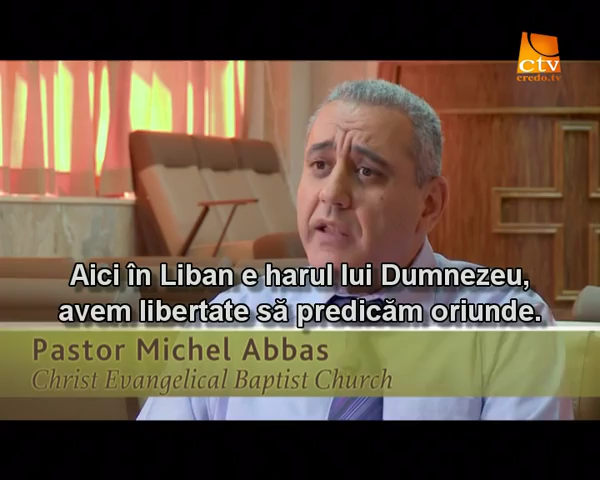 ctv
credo.tv
Aici în Liban e harul lui Dumnezeu,
avem libertate să predicăm oriunde.
Pastor Michel Abbas
Christ Evangelical Baptist Church